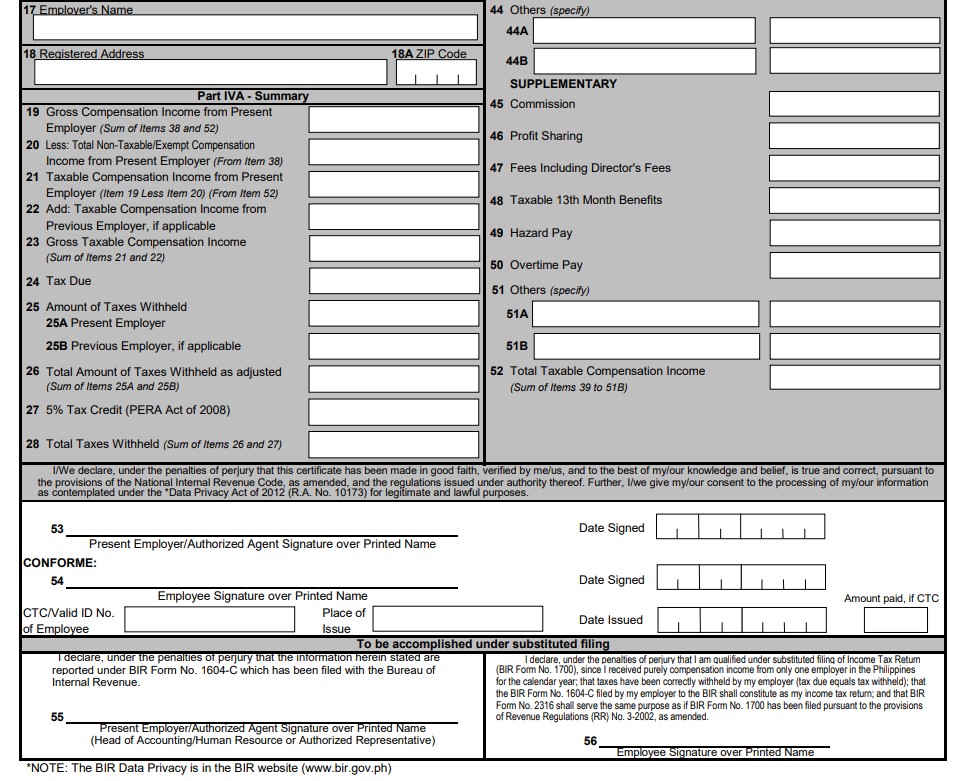 17 Employer's Name
18 Registered Address
18A ZIP Code
Part IVA - Summary
19 Gross Compensation Income from Present
Employer (Sum of Items 38 and 52)
20 Less: Total Non-Taxable/Exempt Compensation
Income from Present Employer (From Item 38)
21 Taxable Compensation Income from Present
Employer (Item 19 Less Item 20) (From Item 52)
22 Add: Taxable Compensation Income from
Previous Employer, if applicable
23 Gross Taxable Compensation Income
(Sum of Items 21 and 22)
24 Tax Due
25 Amount of Taxes Withheld
25A Present Employer
25B Previous Employer, if applicable
26 Total Amount of Taxes Withheld as adjusted
(Sum of Items 25A and 25B)
27 5% Tax Credit (PERA Act of 2008)
28 Total Taxes Withheld (Sum of Items 26 and 27)
44 Others (specify)
44A
44B
SUPPLEMENTARY
45 Commission
46 Profit Sharing
47 Fees Including Director's Fees
48 Taxable 13th Month Benefits
49 Hazard Pay
50 Overtime Pay
51 Others (specify)
51A
51B
52 Total Taxable Compensation Income
(Sum of Items 39 to 51B)
I/We declare, under the penalties of perjury that this certificate has been made in good faith, verified by me/us, and to the best of my/our knowledge and belief, is true and correct, pursuant to
the provisions of the National Internal Revenue Code, as amended, and the regulations issued under authority thereof. Further, I/we give my/our consent to the processing of my/our information
as contemplated under the *Data Privacy Act of 2012 (R.A. No. 10173) for legitimate and lawful purposes.
53
Present Employer/Authorized Agent Signature over Printed Name
Date Signed
CONFORME:
54
Employee Signature over Printed Name
Date Signed
CTC/Valid ID No.
of Employee
Place of
Issue
Date Issued
Amount paid, if CTC
To be accomplished under substituted filing
I declare, under the penalties of perjury that the information herein stated are
reported under BIR Form No. 1604-C which has been filed with the Bureau of
Internal Revenue.
55
Present Employer/Authorized Agent Signature over Printed Name
(Head of Accounting/Human Resource or Authorized Representative)
I declare, under the penalties of perjury that I am qualified under substituted filing of Income Tax Return
(BIR Form No. 1700), since I received purely compensation income from only one employer in the Philippines
for the calendar year; that taxes have been correctly withheld by my employer (tax due equals tax withheld); that
the BIR Form No. 1604-C filed by my employer to the BIR shall constitute as my income tax return; and that BIR
Form No. 2316 shall serve the same purpose as if BIR Form No. 1700 has been filed pursuant to the provisions
of Revenue Regulations (RR) No. 3-2002, as amended.
56
Employee Signature over Printed Name
*NOTE: The BIR Data Privacy is in the BIR website (www.bir.gov.ph)